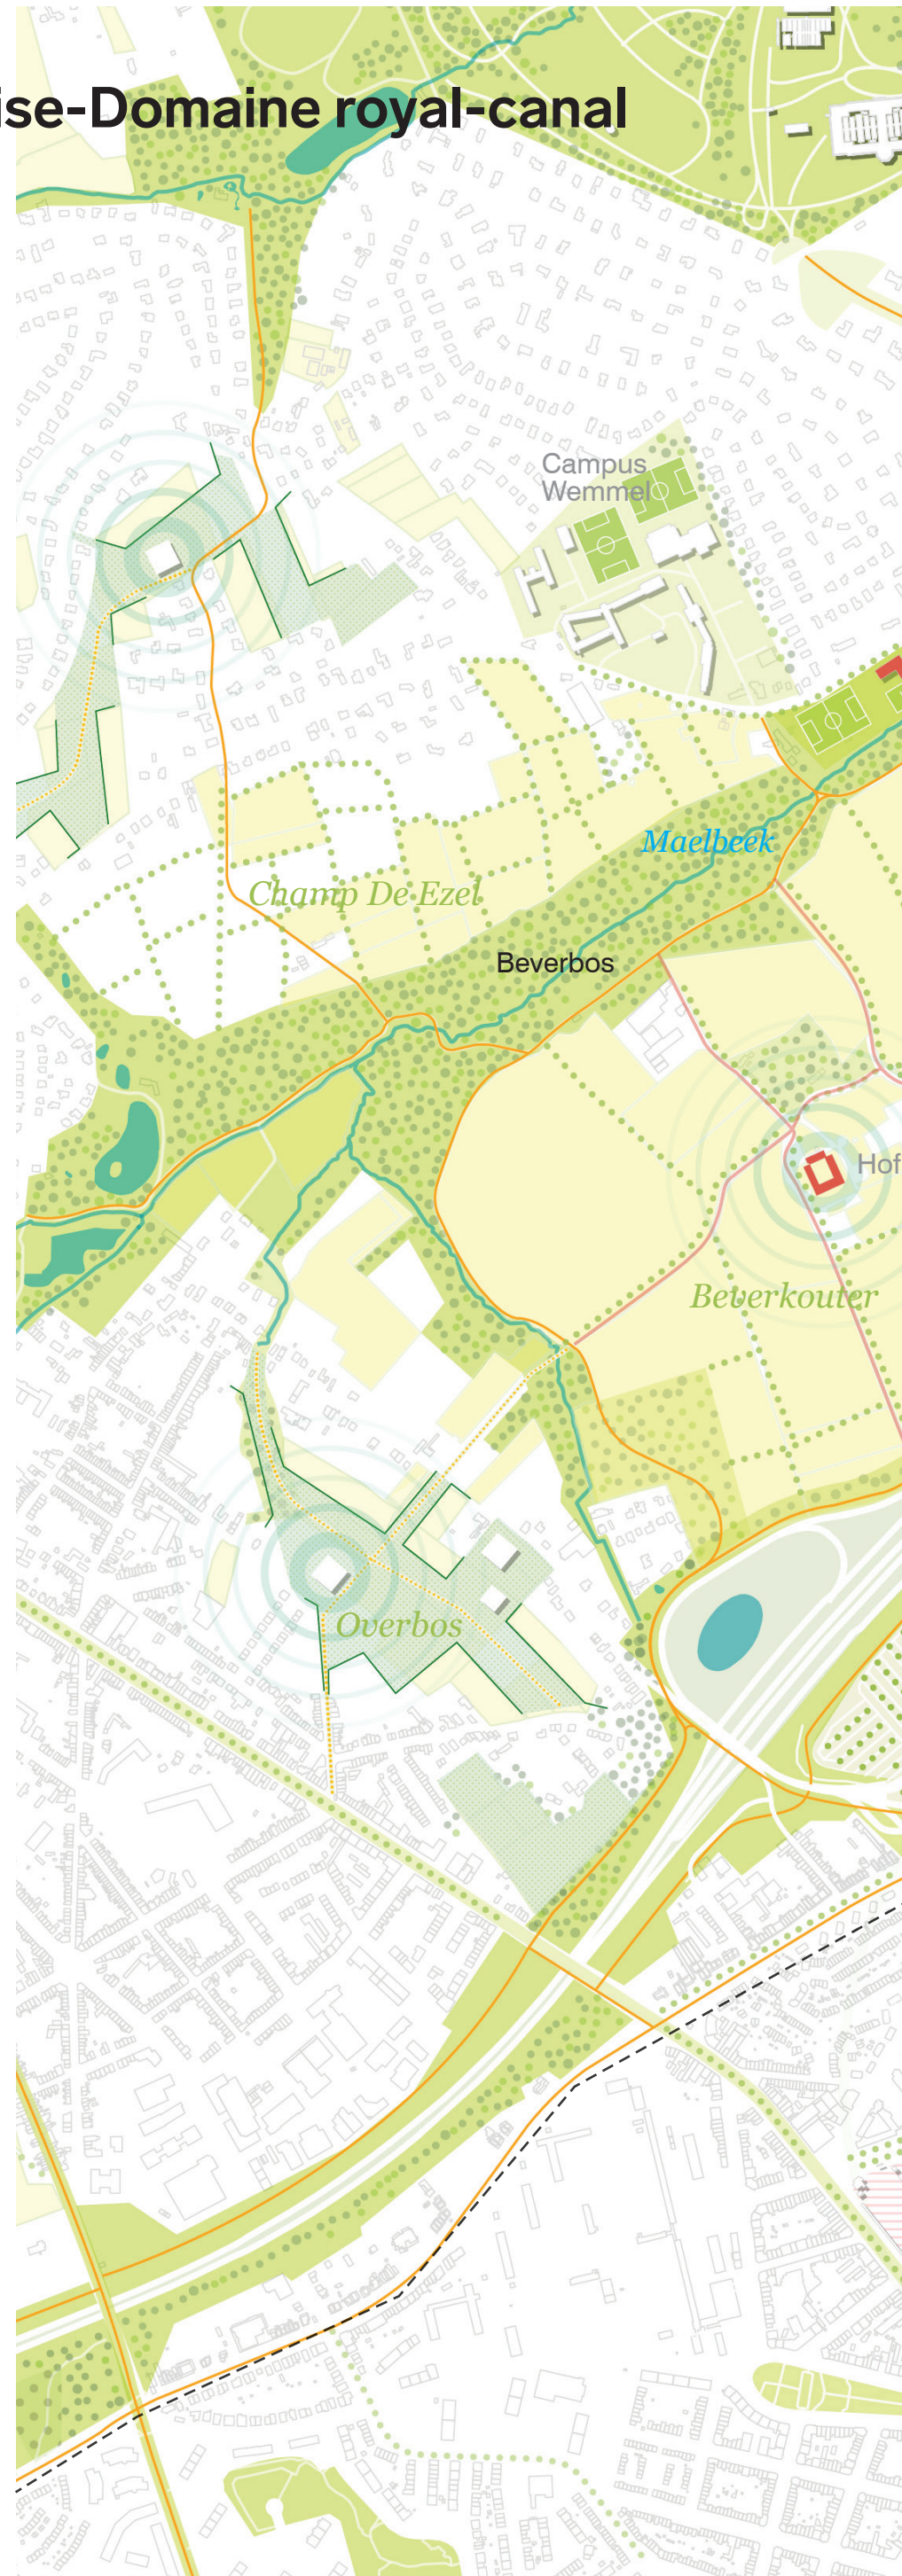 ise-Domaine royal-canal
Campus
Wemmel
Maelbeek
Champ De Ezel
Beverbos
Hof
Beverkouter
Overbos